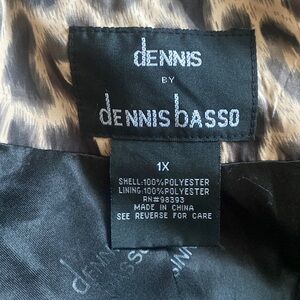 dENNIS
BY
dENNIS basso
1X
SHELL:100%POLYESTER
LINING:100%POLYESTER
RN#98393
MADE IN CHINA
SEE REVERSE FOR CARE
dENNIS